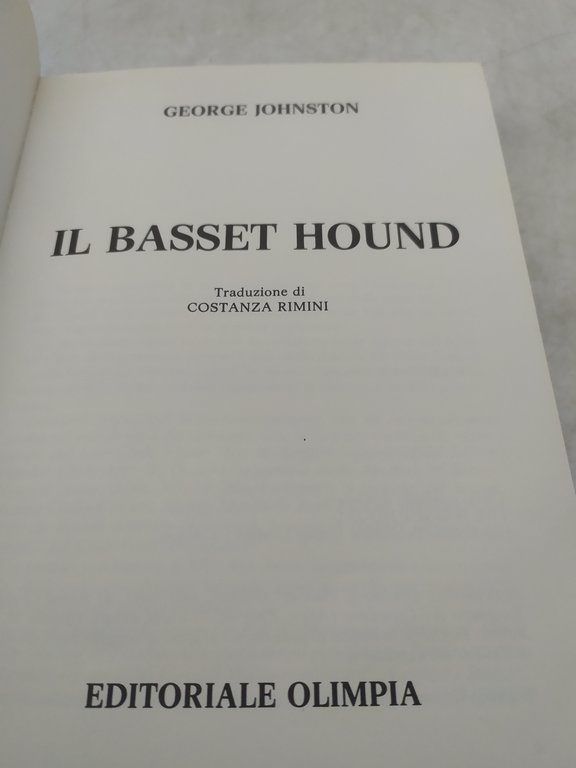 GEORGE JOHNSTON
IL BASSET HOUND
Traduzione di
COSTANZA RIMINI
EDITORIALE OLIMPIA